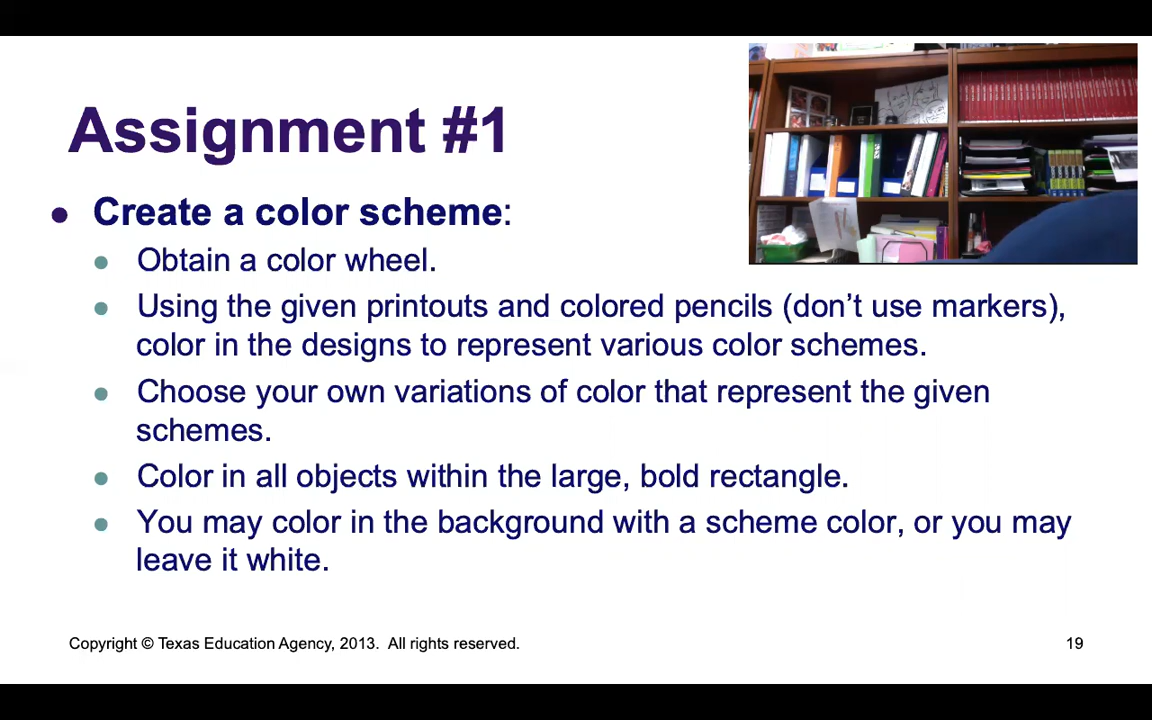 Assignment #1
● Create a color scheme:
● Obtain a color wheel.
● Using the given printouts and colored pencils (don’t use markers),
color in the designs to represent various color schemes.
● Choose your own variations of color that represent the given
schemes.
● Color in all objects within the large, bold rectangle.
● You may color in the background with a scheme color, or you may
leave it white.
Copyright © Texas Education Agency, 2013. All rights reserved.
19